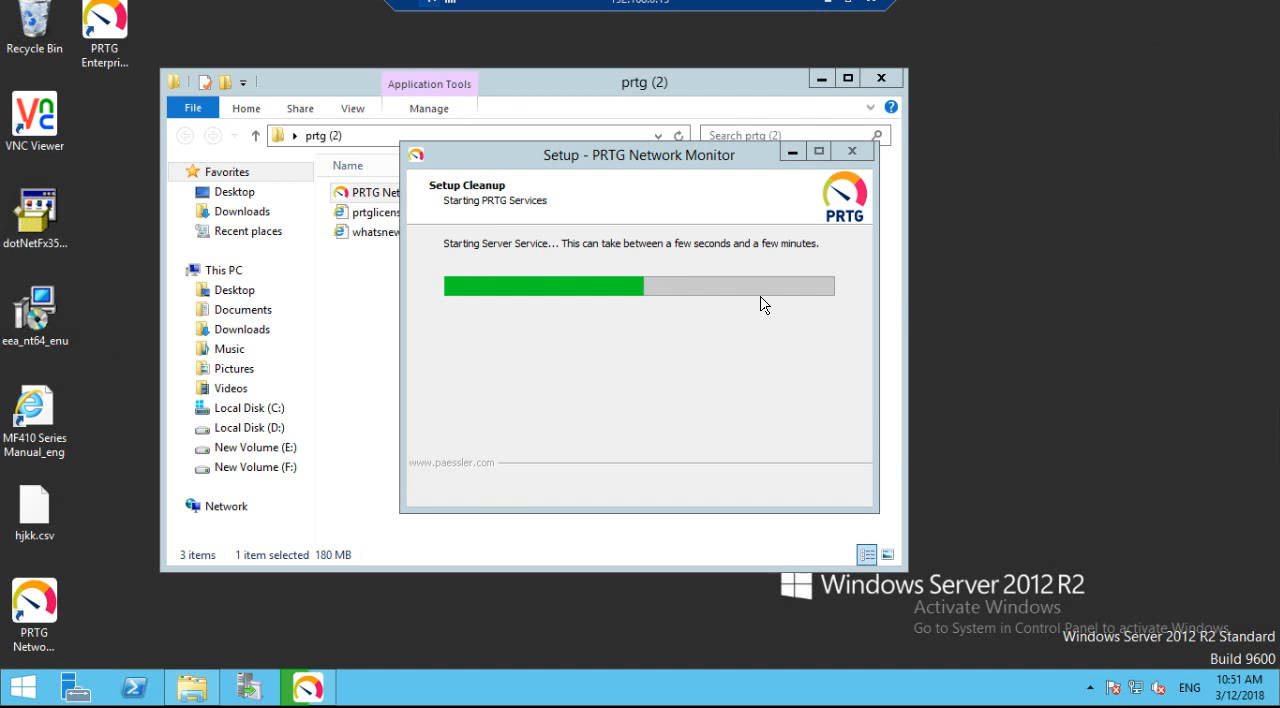 Recycle Bin
PRTG
Enterpri...
VNC Viewer
dotNetFx35...
eea_nt64_enu
MF410 Series
Manual_eng
hjkk.csv
PRTG
Netwo...
Application Tools
prtg (2)
File
Home
Share
View
Manage
prtg (2)
Search prtg (2)
Favorites
Desktop
Downloads
Recent places
This PC
Desktop
Documents
Downloads
Music
Pictures
Videos
Local Disk (C:)
Local Disk (D:)
New Volume (E:)
New Volume (F:)
Network
Name
PRTG Net
prtglicens
whatsnew
3 items
1 item selected 180 MB
Setup - PRTG Network Monitor
Setup Cleanup
Starting PRTG Services
PRTG
Starting Server Service... This can take between a few seconds and a few minutes.
www.paessler.com
Windows Server 2012 R2
Activate Windows
Go to System in Control Panel to activate Windows.
Windows Server 2012 R2 Standard
Build 9600
ENG
10:51 AM
3/12/2018